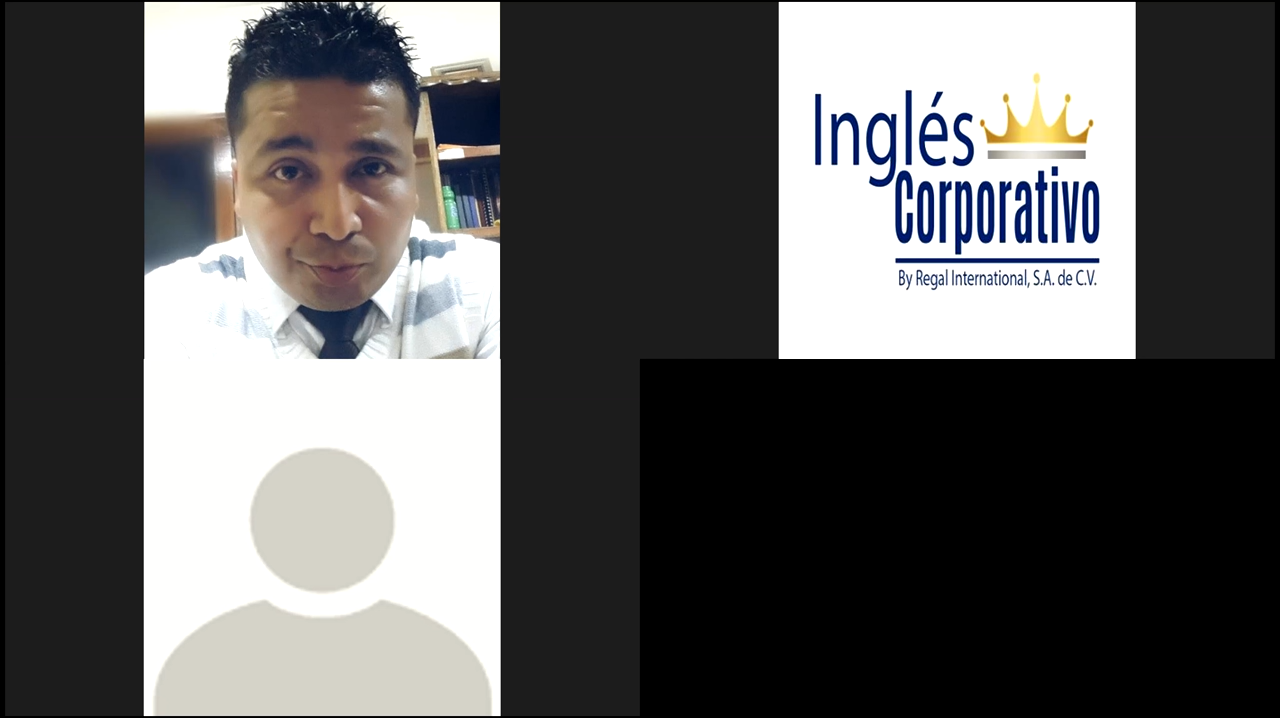 Inglés
Corporativo
By Regal International, S.A. de C.V.